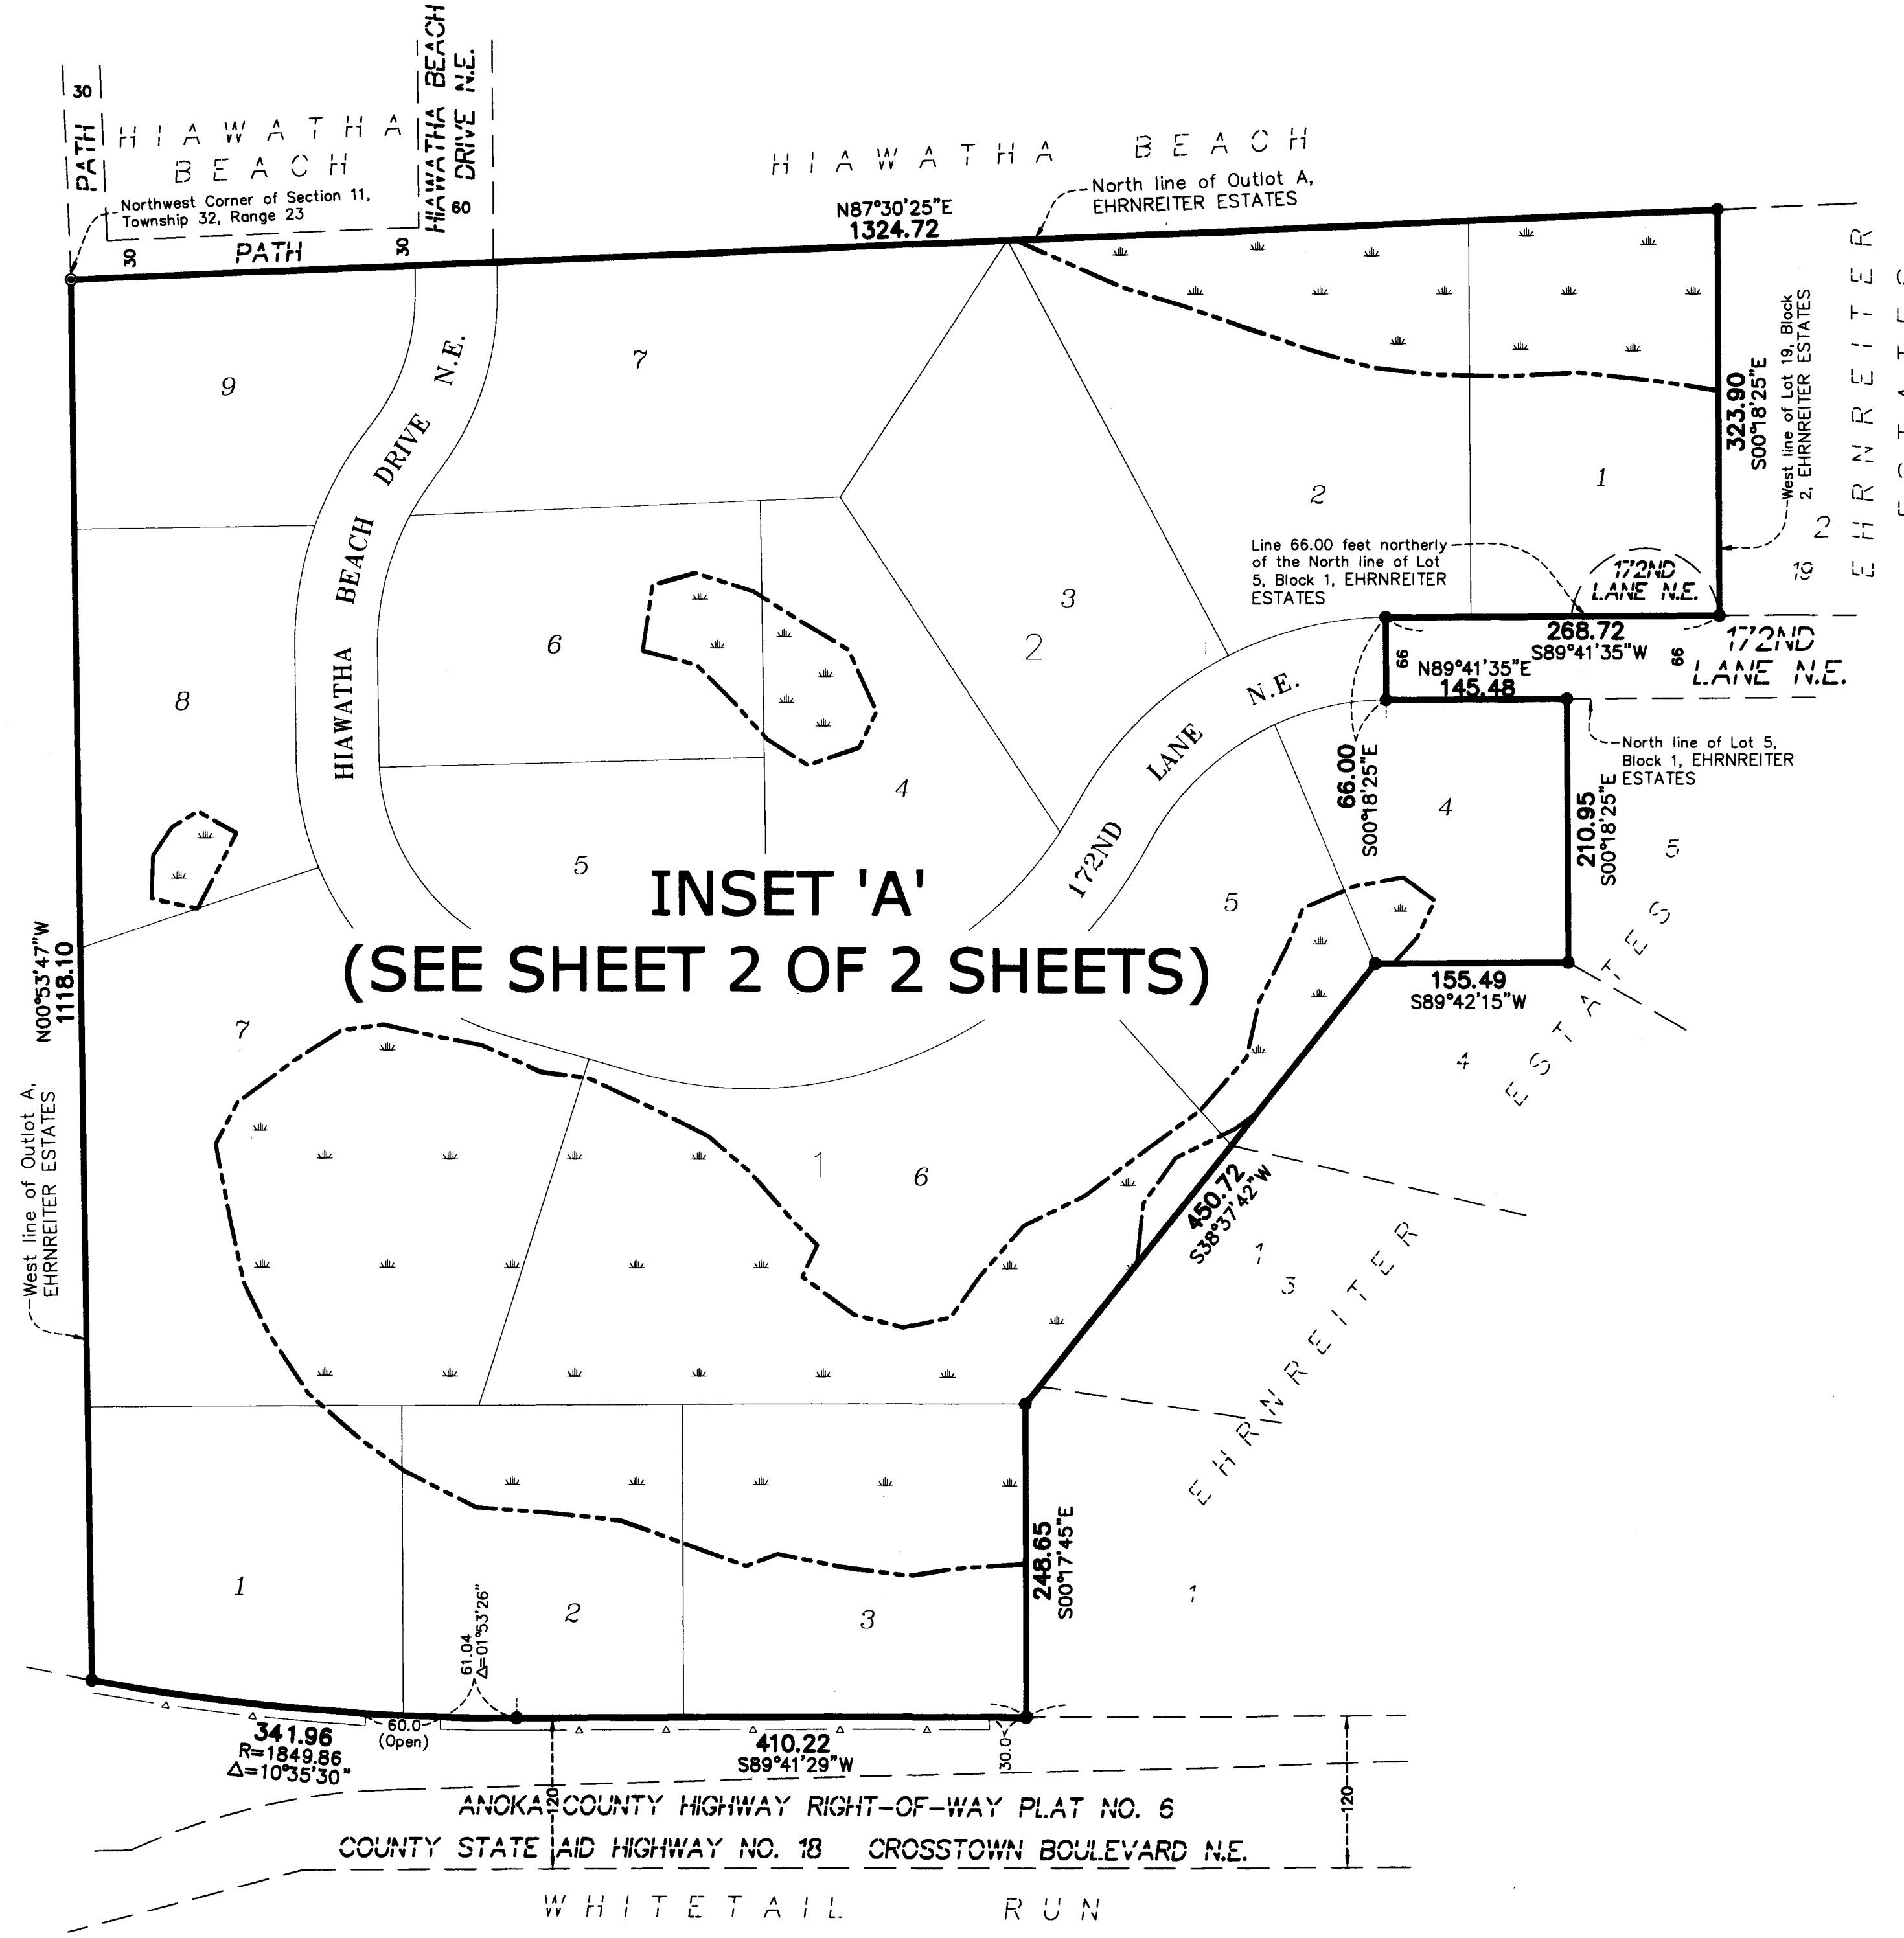 30
PATH
HIAWATHA
BEACH
HIAWATHA BEACH
DRIVE N.E.
60
Northwest Corner of Section 11,
Township 32, Range 23
30
PATH
30
HIAWATHA BEACH
North line of Outlot A,
EHRNREITER ESTATES
N87°30'25"E
1324.72
9
7
HIAWATHA BEACH DRIVE N.E.
2
1
323.90
S00°18'25"E
West line of Lot 19, Block
2, EHRNREITER ESTATES
EHRNREITER
ESTATES
2
19
Line 66.00 feet northerly
of the North line of Lot
5, Block 1, EHRNREITER
ESTATES
172ND
LANE N.E.
268.72
S89°41'35"W
66
66
172ND
LANE N.E.
N89°41'35"E
145.48
3
2
6
8
4
5
172ND LANE N.E.
66.00
S00°18'25"E
North line of Lot 5,
Block 1, EHRNREITER
ESTATES
4
210.95
S00°18'25"E
5
5
INSET 'A'
(SEE SHEET 2 OF 2 SHEETS)
155.49
S89°42'15"W
4
ESTATES
N00°53'47"W
1118.10
7
West line of Outlot A,
EHRNREITER ESTATES
1
6
450.72
S38°37'42"W
1
3
EHRNREITER
248.65
S00°17'45"E
1
1
2
3
61.04
Δ=01°53'26"
341.96
R=1849.86
Δ=10°35'30"
60.0
(Open)
410.22
S89°41'29"W
30.0
120
120
ANOKA COUNTY HIGHWAY RIGHT-OF-WAY PLAT NO. 6
COUNTY STATE AID HIGHWAY NO. 18 CROSSTOWN BOULEVARD N.E.
WHITETAIL RUN